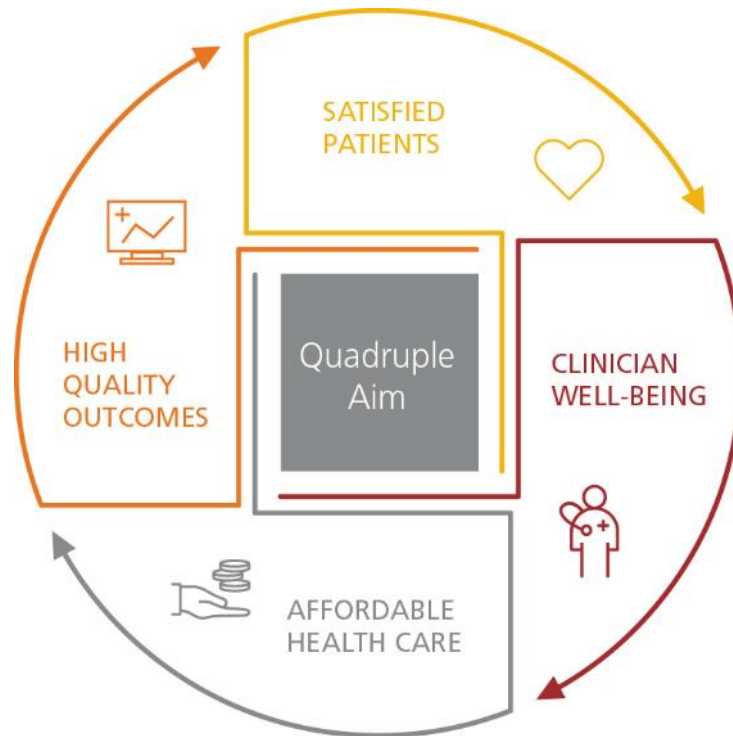 SATISFIED
PATIENTS
HIGH
QUALITY
OUTCOMES
Quadruple
Aim
CLINICIAN
WELL-BEING
AFFORDABLE
HEALTH CARE